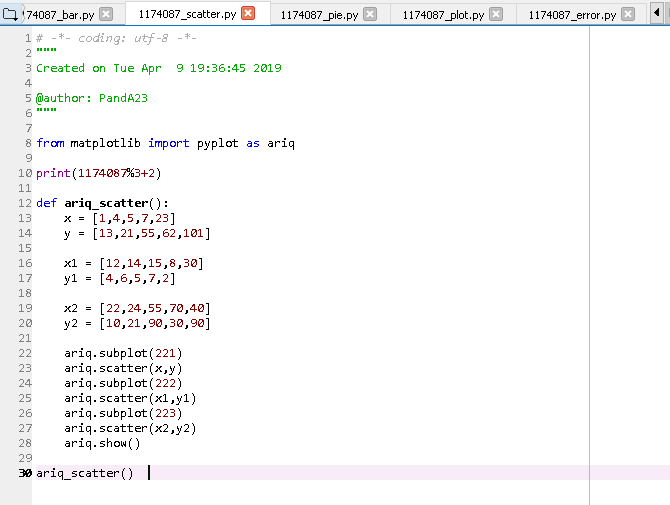 74087_bar.py 1174087_scatter.py 1174087_pie.py 1174087_plot.py 1174087_error.py
1 # -*- coding: utf-8 -*-
2 """
3 Created on Tue Apr  9 19:36:45 2019
4
5 @author: PandA23
6 """
7
8 from matplotlib import pyplot as ariq
9
10 print(1174087%3+2)
11
12 def ariq_scatter():
13     x = [1,4,5,7,23]
14     y = [13,21,55,62,101]
15
16     x1 = [12,14,15,8,30]
17     y1 = [4,6,5,7,2]
18
19     x2 = [22,24,55,70,40]
20     y2 = [10,21,90,30,90]
21
22     ariq.subplot(221)
23     ariq.scatter(x,y)
24     ariq.subplot(222)
25     ariq.scatter(x1,y1)
26     ariq.subplot(223)
27     ariq.scatter(x2,y2)
28     ariq.show()
29
30 ariq_scatter()